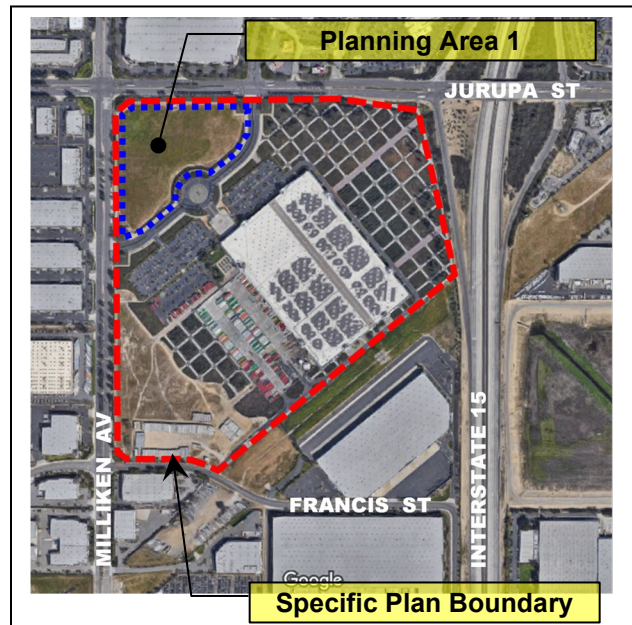 Planning Area 1
JURUPA ST
MILLIKEN AV
INTERSTATE 15
FRANCIS ST
Google
Specific Plan Boundary